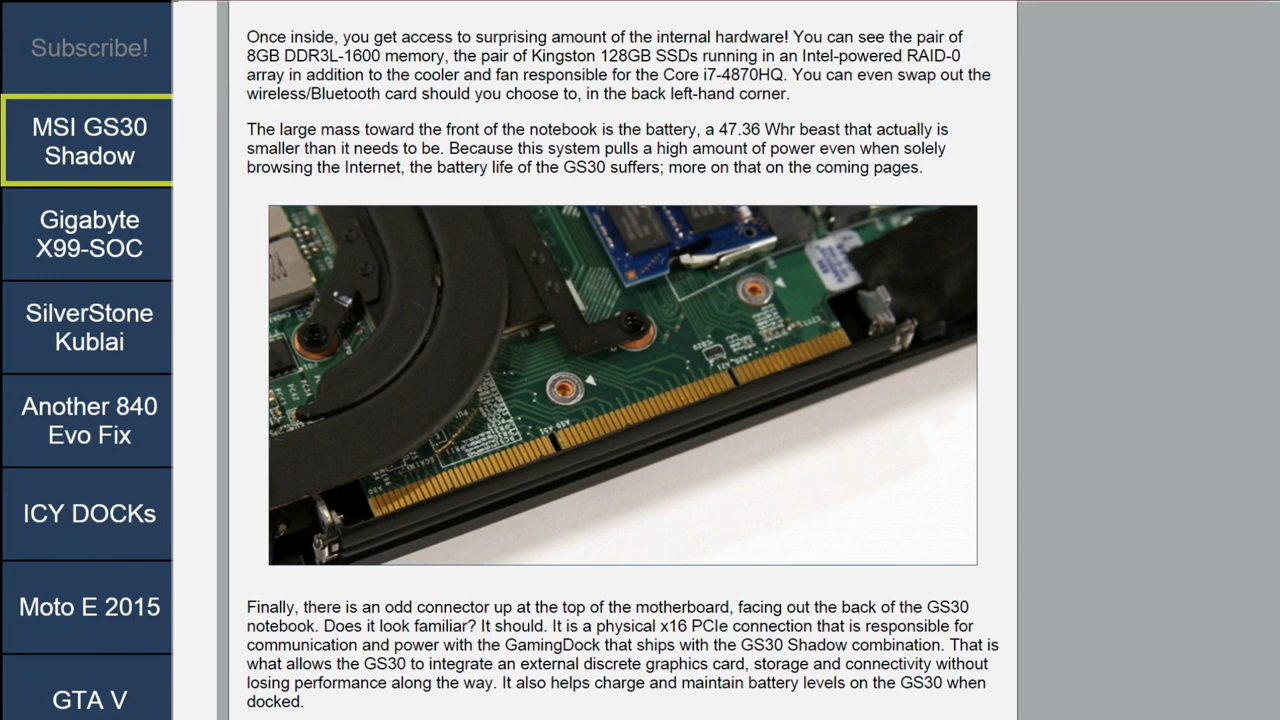 Subscribe!
MSI GS30
Shadow
Gigabyte
X99-SOC
SilverStone
Kublai
Another 840
Evo Fix
ICY DOCKs
Moto E 2015
GTA V
Once inside, you get access to surprising amount of the internal hardware! You can see the pair of
8GB DDR3L-1600 memory, the pair of Kingston 128GB SSDs running in an Intel-powered RAID-0
array in addition to the cooler and fan responsible for the Core i7-4870HQ. You can even swap out the
wireless/Bluetooth card should you choose to, in the back left-hand corner.
The large mass toward the front of the notebook is the battery, a 47.36 Whr beast that actually is
smaller than it needs to be. Because this system pulls a high amount of power even when solely
browsing the Internet, the battery life of the GS30 suffers; more on that on the coming pages.
Finally, there is an odd connector up at the top of the motherboard, facing out the back of the GS30
notebook. Does it look familiar? It should. It is a physical x16 PCIe connection that is responsible for
communication and power with the GamingDock that ships with the GS30 Shadow combination. That is
what allows the GS30 to integrate an external discrete graphics card, storage and connectivity without
losing performance along the way. It also helps charge and maintain battery levels on the GS30 when
docked.